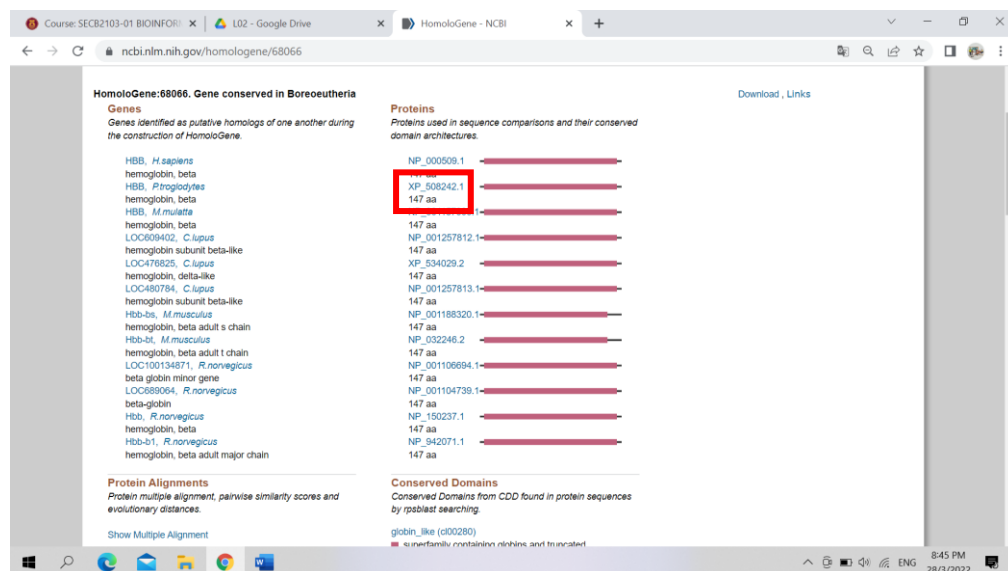 Course: SECB2103-01 BIOINFOR
L02 - Google Drive
HomoloGene - NCBI
ncbi.nlm.nih.gov/homologene/68066
HomoloGene:68066. Gene conserved in Boreoeutheria
Download , Links
Genes
Genes identified as putative homologs of one another during
the construction of HomoloGene.
HBB, H.sapiens
hemoglobin, beta
HBB, P.troglodytes
hemoglobin, beta
HBB, M.mulatta
hemoglobin, beta
LOC609402, C.lupus
hemoglobin subunit beta-like
LOC476825, C.lupus
hemoglobin, delta-like
LOC480784, C.lupus
hemoglobin subunit beta-like
Hbb-bs, M.musculus
hemoglobin, beta adult s chain
Hbb-bt, M.musculus
hemoglobin, beta adult t chain
LOC100134871, R.norvegicus
beta globin minor gene
LOC689064, R.norvegicus
beta-globin
Hbb, R.norvegicus
hemoglobin, beta
Hbb-b1, R.norvegicus
hemoglobin, beta adult major chain
Proteins
Proteins used in sequence comparisons and their conserved
domain architectures.
NP_000509.1
147 aa
XP_508242.1
147 aa
147 aa
NP_001257812.1
147 aa
XP_534029.2
147 aa
NP_001257813.1
147 aa
NP_001188320.1
147 aa
NP_032246.2
147 aa
NP_001106694.1
147 aa
NP_001104739.1
147 aa
NP_150237.1
147 aa
NP_942071.1
147 aa
Protein Alignments
Protein multiple alignment, pairwise similarity scores and
evolutionary distances.
Show Multiple Alignment
Conserved Domains
Conserved Domains from CDD found in protein sequences
by rpsblast searching.
globin_like (cl00280)
superfamily containing globins and truncated
ENG
8:45 PM
28/3/2022